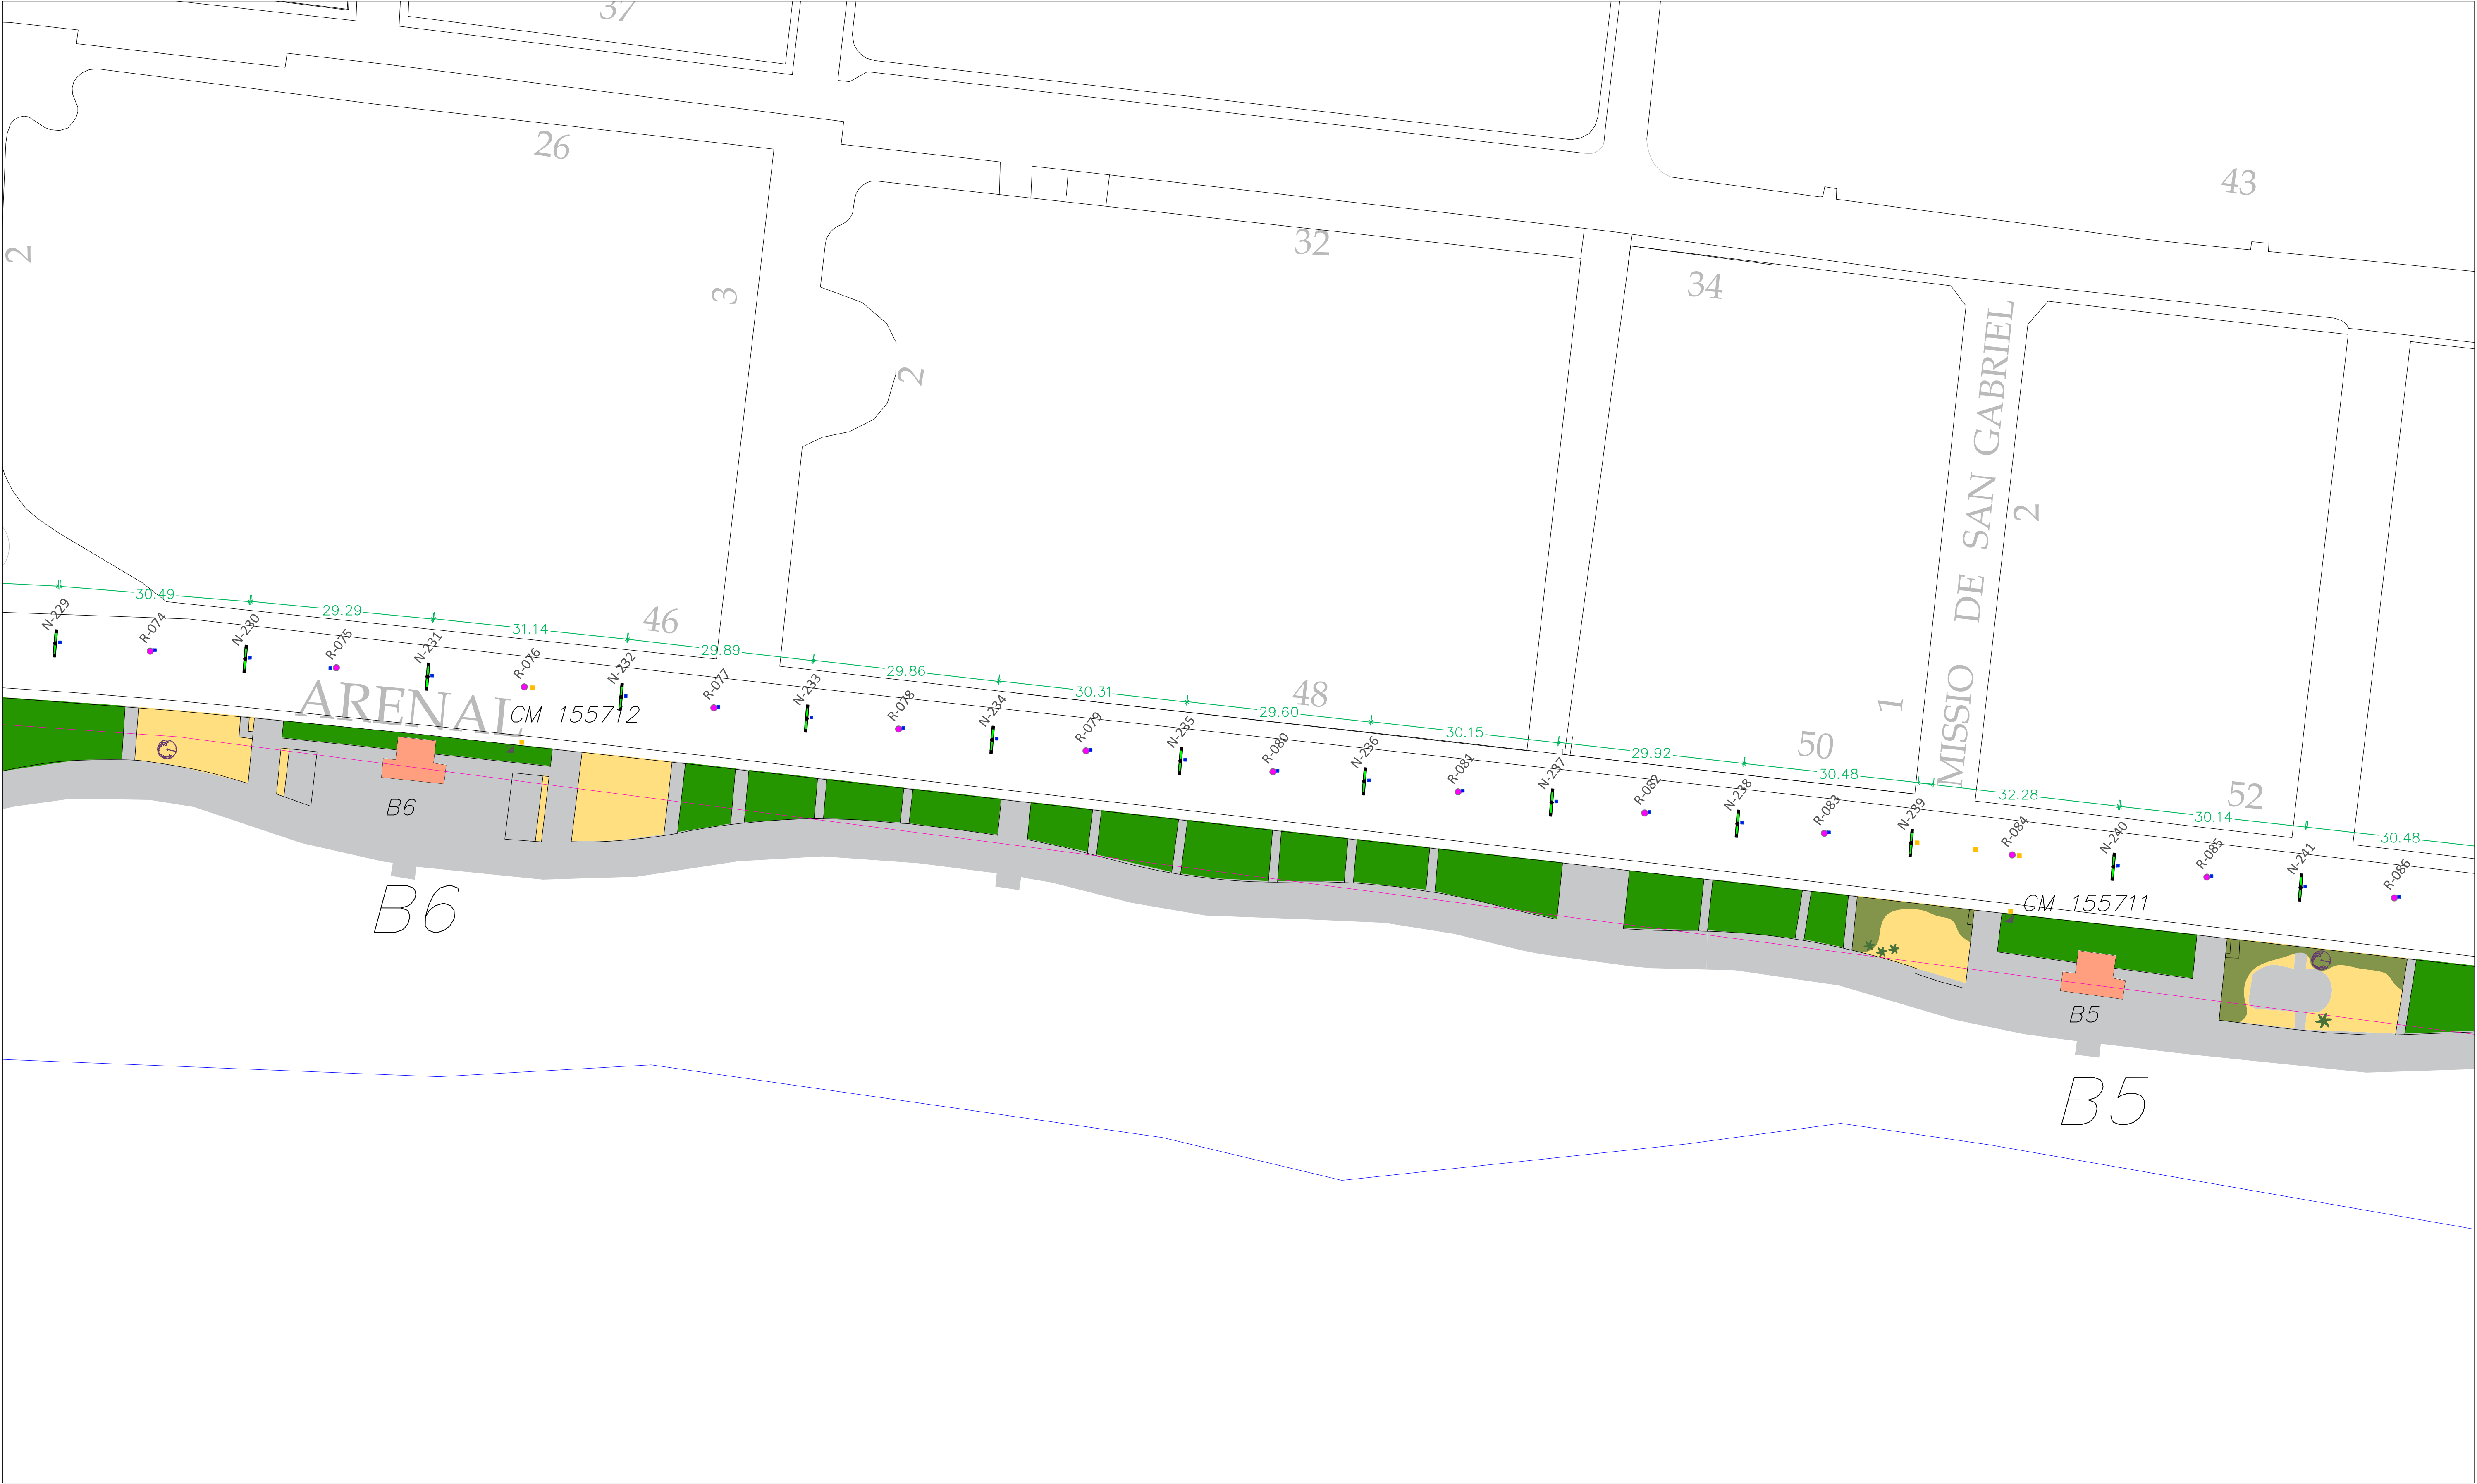 37
26
43
32
2
34
3
2
MISSIO DE SAN GABRIEL
2
30.49
29.29
31.14
29.89
29.86
30.31
29.60
30.15
29.92
30.48
32.28
30.14
30.48
46
48
50
1
52
N-229
R-074
N-230
R-075
N-231
R-076
N-232
R-077
N-233
R-078
N-234
R-079
N-235
R-080
N-236
R-081
N-237
R-082
N-238
R-083
N-239
R-084
N-240
R-085
N-241
R-086
ARENAL
CM 155712
CM 155711
B6
B6
B5
B5